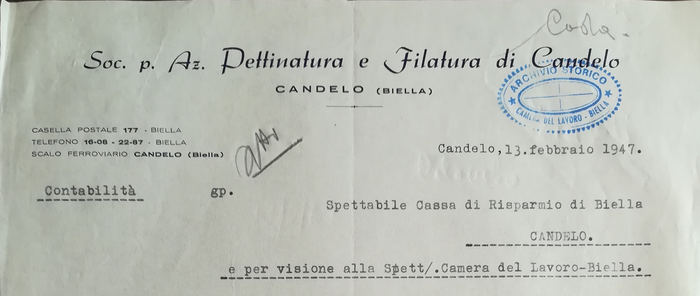 Costa.
Soc. p. Az. Pettinatura e Filatura di Candelo
CANDELO (BIELLA)
ARCHIVIO STORICO
CAMERA DEL LAVORO - BIELLA
CASELLA POSTALE 177 - BIELLA
TELEFONO 16-08 - 22-87 - BIELLA
SCALO FERROVIARIO CANDELO (Biella)
Candelo, 13. febbraio 1947.
Contabilità gp.
Spettabile Cassa di Risparmio di Biella
CANDELO.
e per visione alla Spett/. Camera del Lavoro-Biella.